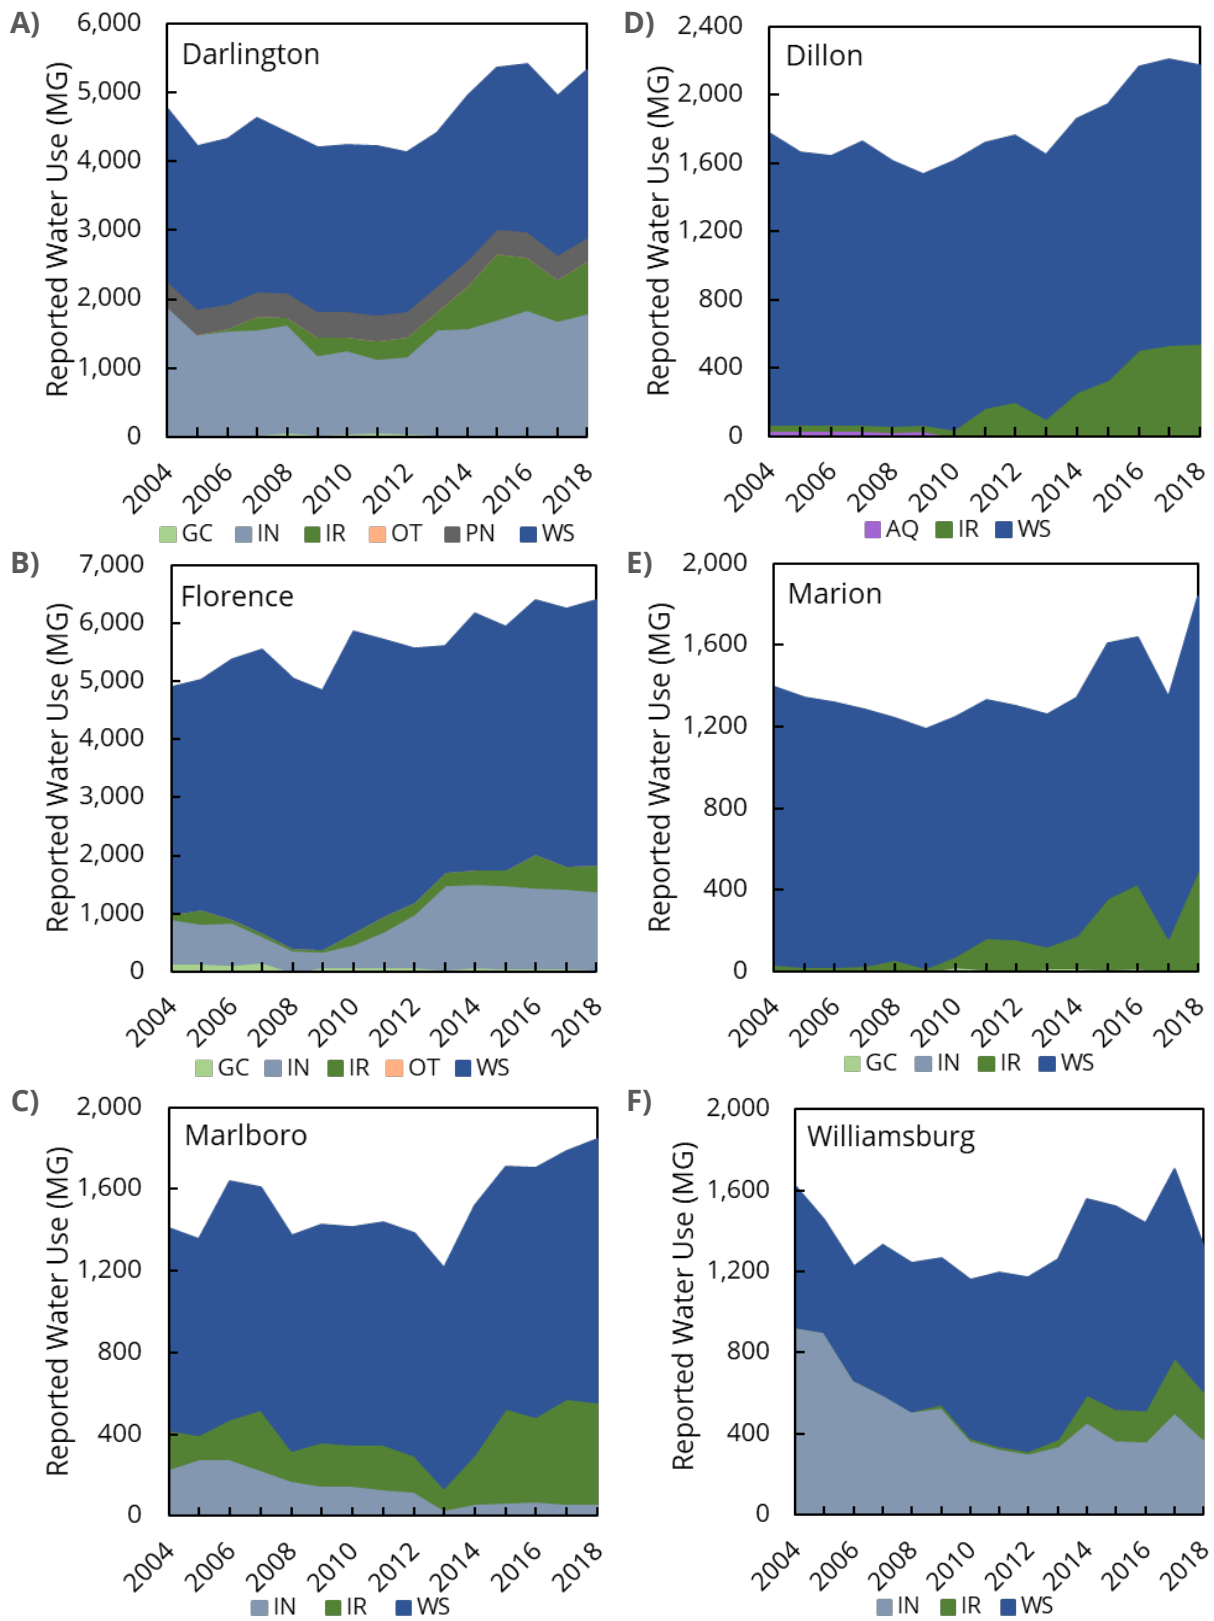 A)
Darlington
Reported Water Use (MG)
6,000
5,000
4,000
3,000
2,000
1,000
0
2004 2006 2008 2010 2012 2014 2016 2018
GC IN IR OT PN WS
D)
Dillon
Reported Water Use (MG)
2,400
2,000
1,600
1,200
800
400
0
2004 2006 2008 2010 2012 2014 2016 2018
AQ IR WS
B)
Florence
Reported Water Use (MG)
7,000
6,000
5,000
4,000
3,000
2,000
1,000
0
2004 2006 2008 2010 2012 2014 2016 2018
GC IN IR OT WS
E)
Marion
Reported Water Use (MG)
2,000
1,600
1,200
800
400
0
2004 2006 2008 2010 2012 2014 2016 2018
GC IN IR WS
C)
Marlboro
Reported Water Use (MG)
2,000
1,600
1,200
800
400
0
2004 2006 2008 2010 2012 2014 2016 2018
IN IR WS
F)
Williamsburg
Reported Water Use (MG)
2,000
1,600
1,200
800
400
0
2004 2006 2008 2010 2012 2014 2016 2018
IN IR WS